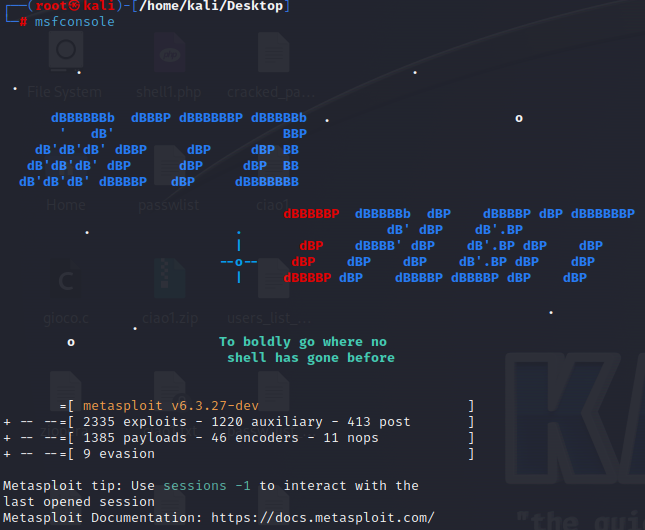 ┌──(root㉿kali)-[/home/kali/Desktop]
└─# msfconsole
File System
shell1.php
cracked_pa...
     dBBBBBBb  dBBBP dBBBBBBP dBBBBBb
      '   dB'                     BBP
   dB'dB'dB' dBBP     dBP     dBP BB
  dB'dB'dB' dBP      dBP     dBP  BB
 dB'dB'dB' dBBBBP   dBP     dBBBBBBB
Home
passwlist
ciao1
dBBBBBP  dBBBBBb  dBP    dBBBBP dBP dBBBBBBP
             dB' dBP    dB'.BP
  |       dBP    dBBBB' dBP    dB'.BP dBP    dBP
--o--    dBP    dBP    dBP    dB'.BP dBP    dBP
  |     dBBBBP dBP    dBBBBP dBBBBP dBP    dBP
gioco.c
ciao1.zip
users_list_...
o
To boldly go where no
shell has gone before
=[ metasploit v6.3.27-dev ]
+ -- --=[ 2335 exploits - 1220 auxiliary - 413 post ]
+ -- --=[ 1385 payloads - 46 encoders - 11 nops ]
+ -- --=[ 9 evasion ]
Metasploit tip: Use sessions -1 to interact with the
last opened session
Metasploit Documentation: https://docs.metasploit.com/